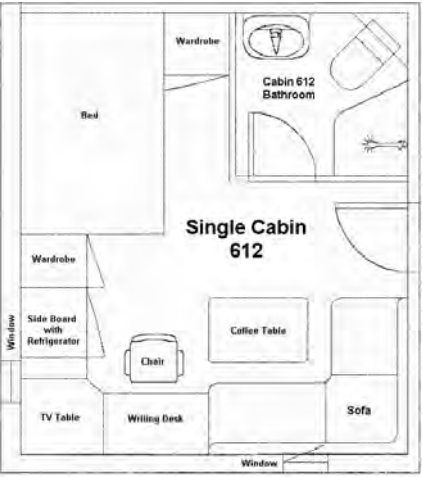 Wardrobe
Cabin 612
Bathroom
Bed
Single Cabin
612
Wardrobe
Side Board
with
Refrigerator
Window
Coffee Table
Chair
TV Table
Writing Desk
Sofa
Window